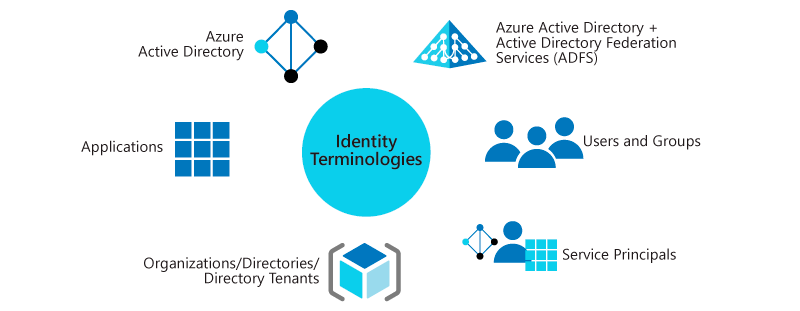 Azure
Active Directory
Azure Active Directory +
Active Directory Federation
Services (ADFS)
Applications
Identity
Terminologies
Users and Groups
Organizations/Directories/
Directory Tenants
Service Principals